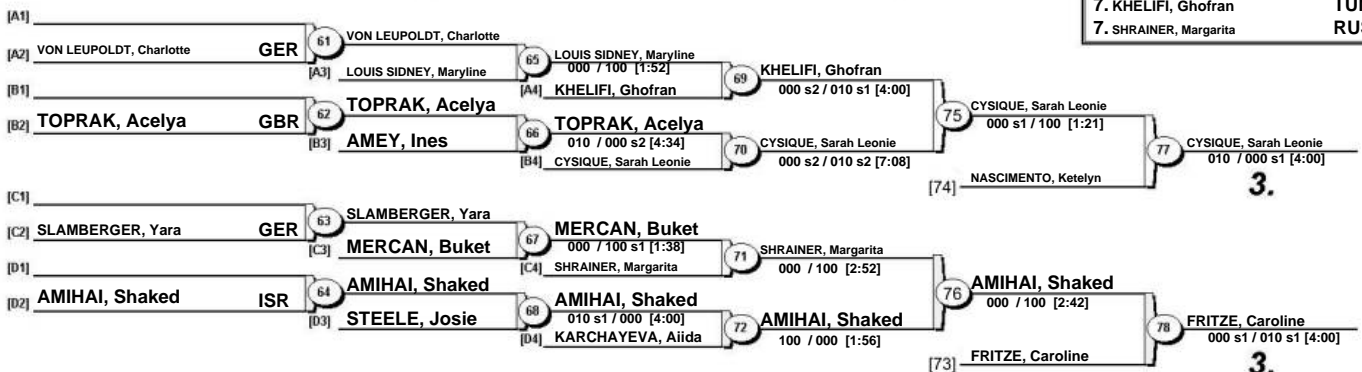 7. KHELIFI, Ghofran
7. SHRAINER, Margarita
[A1]
[A2] VON LEUPOLDT, Charlotte GER
61
VON LEUPOLDT, Charlotte
[A3] LOUIS SIDNEY, Maryline
65
LOUIS SIDNEY, Maryline
000 / 100 [1:52]
[A4] KHELIFI, Ghofran
69
KHELIFI, Ghofran
000 s2 / 010 s1 [4:00]
[B1]
[B2] TOPRAK, Acelya GBR
62
TOPRAK, Acelya
[B3] AMEY, Ines
66
TOPRAK, Acelya
010 / 000 s2 [4:34]
[B4] CYSIQUE, Sarah Leonie
70
CYSIQUE, Sarah Leonie
000 s2 / 010 s2 [7:08]
75
CYSIQUE, Sarah Leonie
000 s1 / 100 [1:21]
[74] NASCIMENTO, Ketelyn
77
CYSIQUE, Sarah Leonie
010 / 000 s1 [4:00]
3.
[C1]
[C2] SLAMBERGER, Yara GER
63
SLAMBERGER, Yara
[C3] MERCAN, Buket
67
MERCAN, Buket
000 / 100 s1 [1:38]
[C4] SHRAINER, Margarita
71
SHRAINER, Margarita
000 / 100 [2:52]
[D1]
[D2] AMIHAI, Shaked ISR
64
AMIHAI, Shaked
[D3] STEELE, Josie
68
AMIHAI, Shaked
010 s1 / 000 [4:00]
[D4] KARCHAYEVA, Aiida
72
AMIHAI, Shaked
100 / 000 [1:56]
76
AMIHAI, Shaked
000 / 100 [2:42]
[73] FRITZE, Caroline
78
FRITZE, Caroline
000 s1 / 010 s1 [4:00]
3.